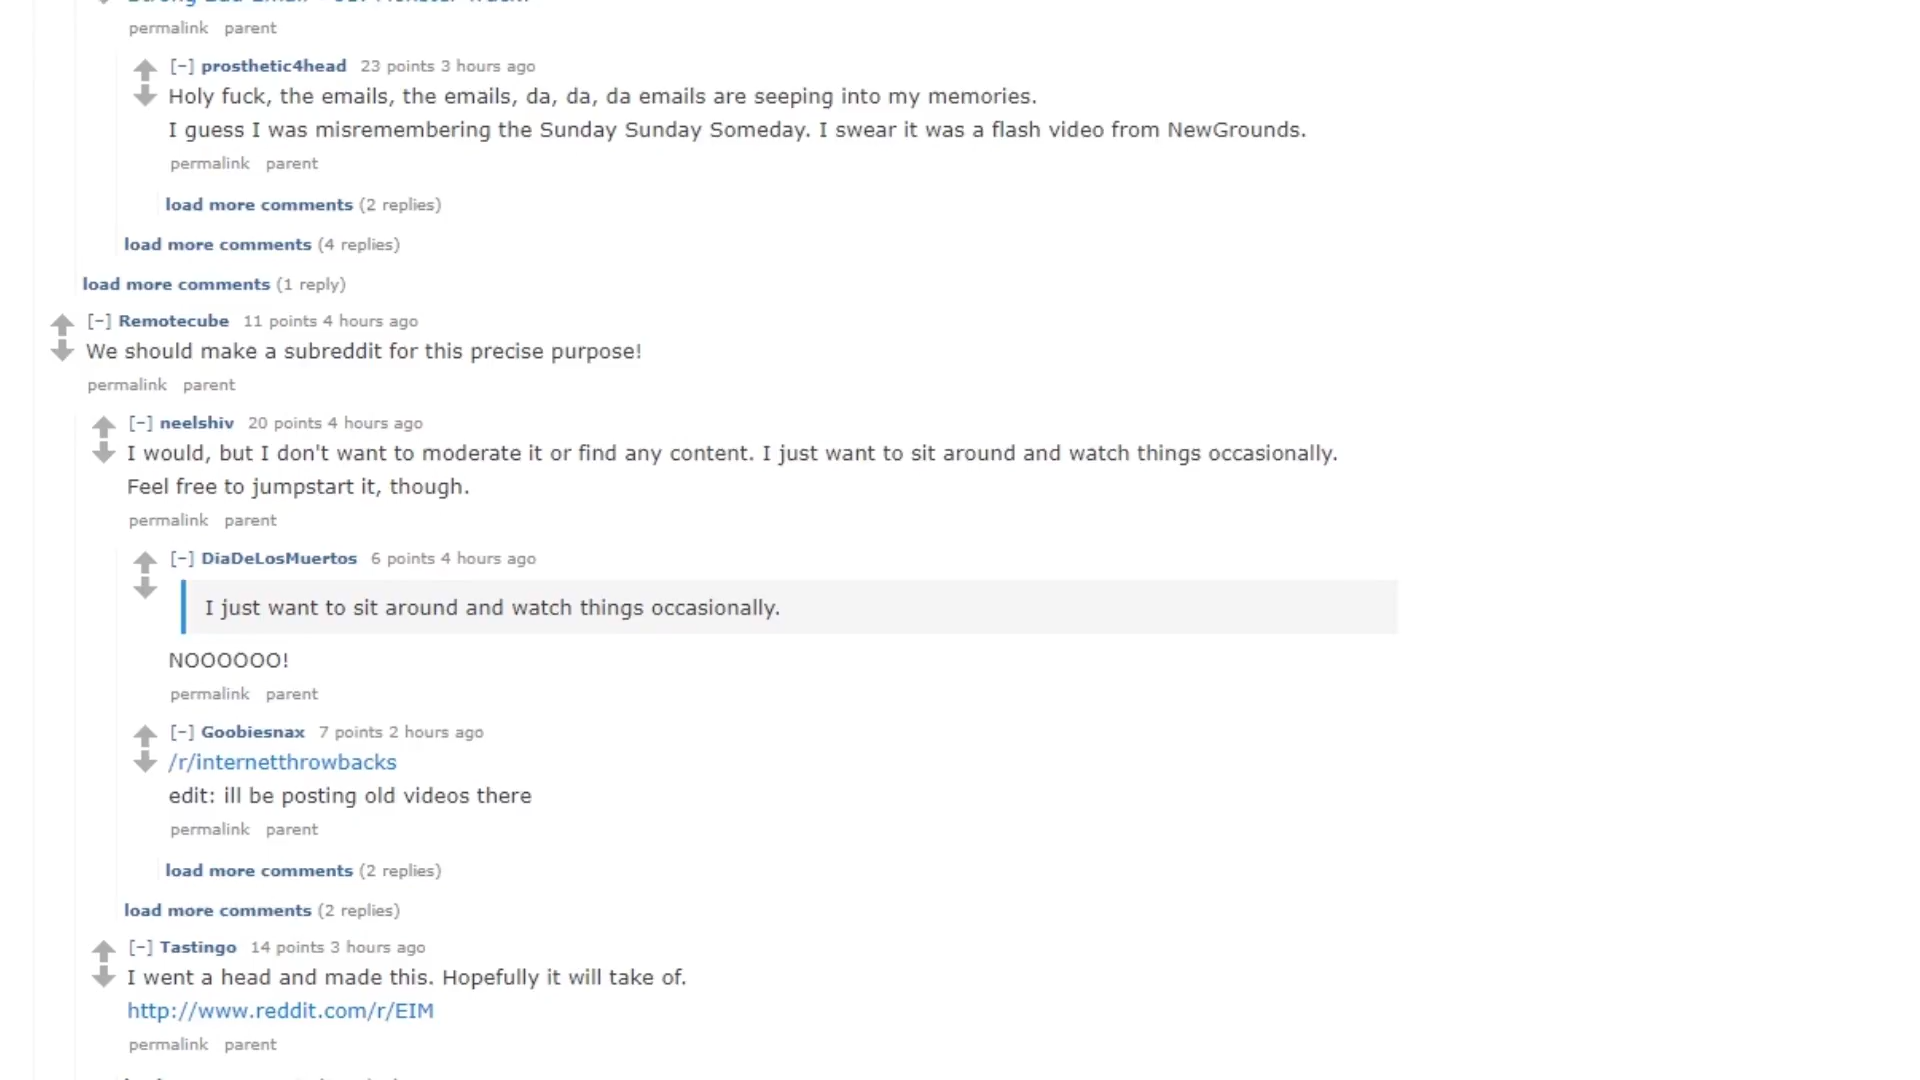 permalink parent
[-] prosthetic4head 23 points 3 hours ago
Holy fuck, the emails, the emails, da, da, da emails are seeping into my memories.
I guess I was misremembering the Sunday Sunday Someday. I swear it was a flash video from NewGrounds.
permalink parent
load more comments (2 replies)
load more comments (4 replies)
load more comments (1 reply)
[-] Remotecube 11 points 4 hours ago
We should make a subreddit for this precise purpose!
permalink parent
[-] neelshiv 20 points 4 hours ago
I would, but I don't want to moderate it or find any content. I just want to sit around and watch things occasionally.
Feel free to jumpstart it, though.
permalink parent
[-] DiaDeLosMuertos 6 points 4 hours ago
I just want to sit around and watch things occasionally.
NOOOOOO!
permalink parent
[-] Goobiesnax 7 points 2 hours ago
/r/internetthrowbacks
edit: ill be posting old videos there
permalink parent
load more comments (2 replies)
load more comments (2 replies)
[-] Tastingo 14 points 3 hours ago
I went a head and made this. Hopefully it will take of.
http://www.reddit.com/r/EIM
permalink parent